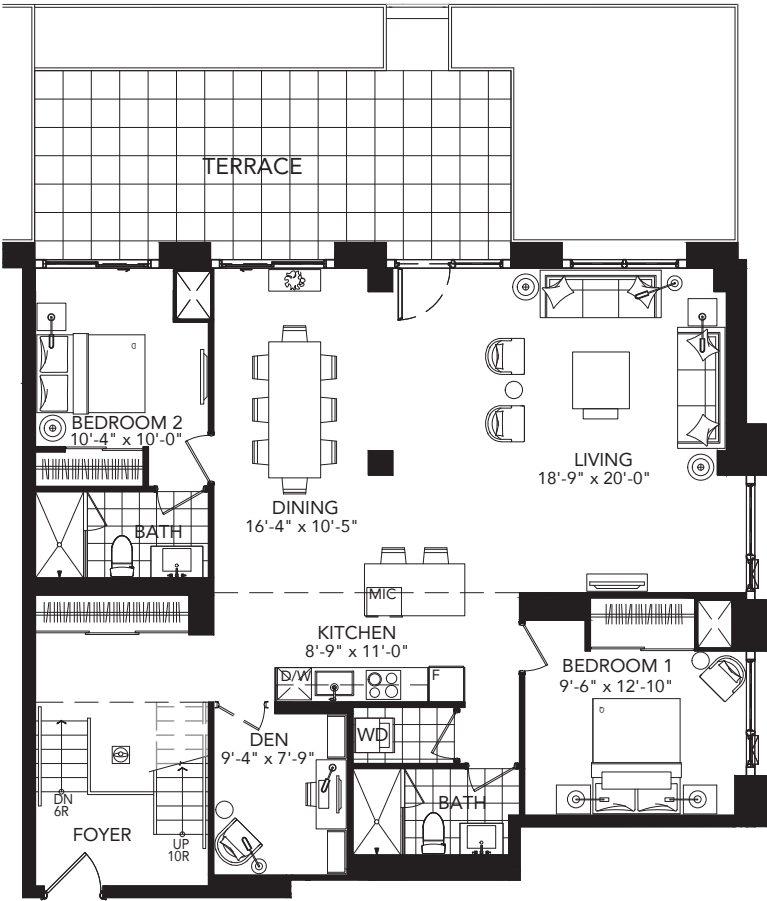 TERRACE
BEDROOM 2
10'-4" x 10'-0"
LIVING
18'-9" x 20'-0"
DINING
16'-4" x 10'-5"
BATH
MIC
KITCHEN
8'-9" x 11'-0"
BEDROOM 1
9'-6" x 12'-10"
D/W
F
WD
DEN
9'-4" x 7'-9"
DN
6R
BATH
FOYER
UP
10R